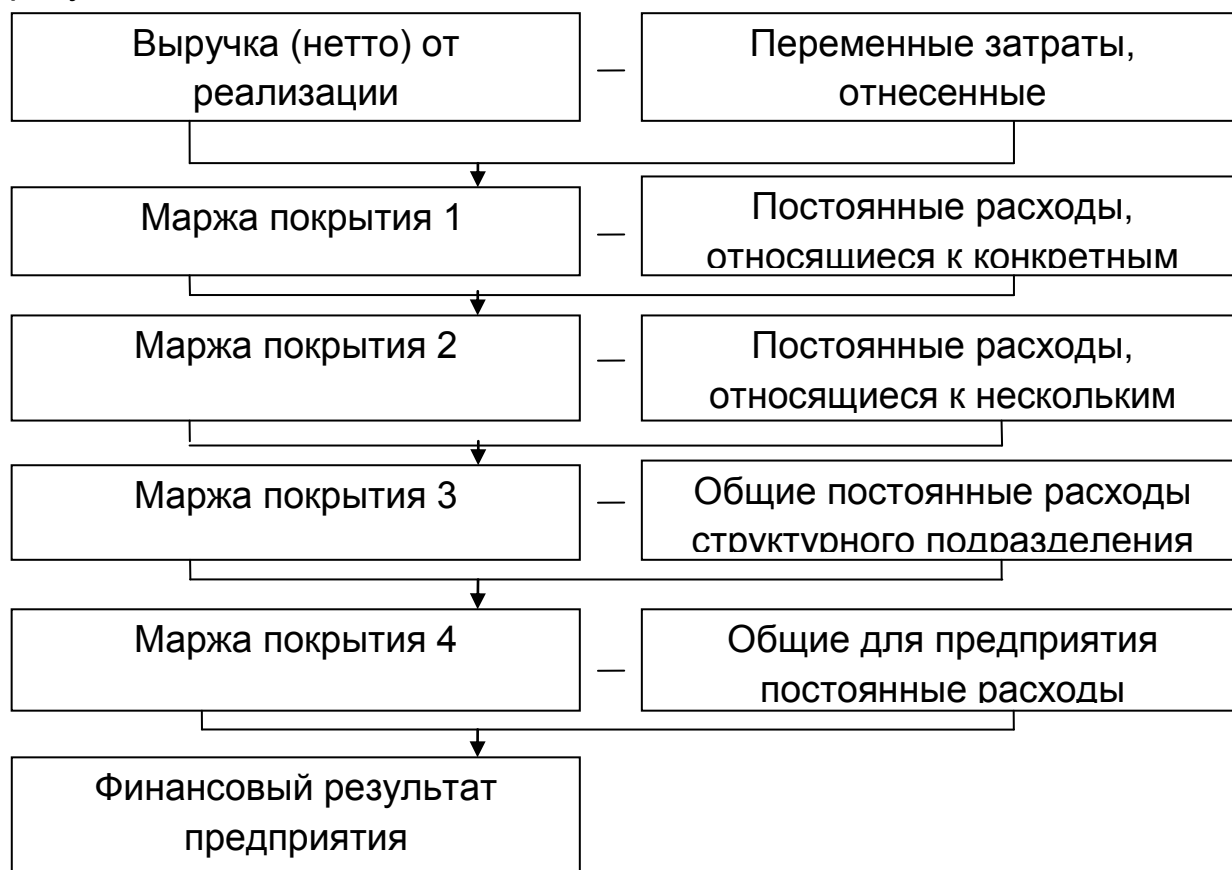 Выручка (нетто) от
реализации
—
Переменные затраты,
отнесенные
Маржа покрытия 1
—
Постоянные расходы,
относящиеся к конкретным
Маржа покрытия 2
—
Постоянные расходы,
относящиеся к нескольким
Маржа покрытия 3
—
Общие постоянные расходы
структурного подразделения
Маржа покрытия 4
—
Общие для предприятия
постоянные расходы
Финансовый результат
предприятия